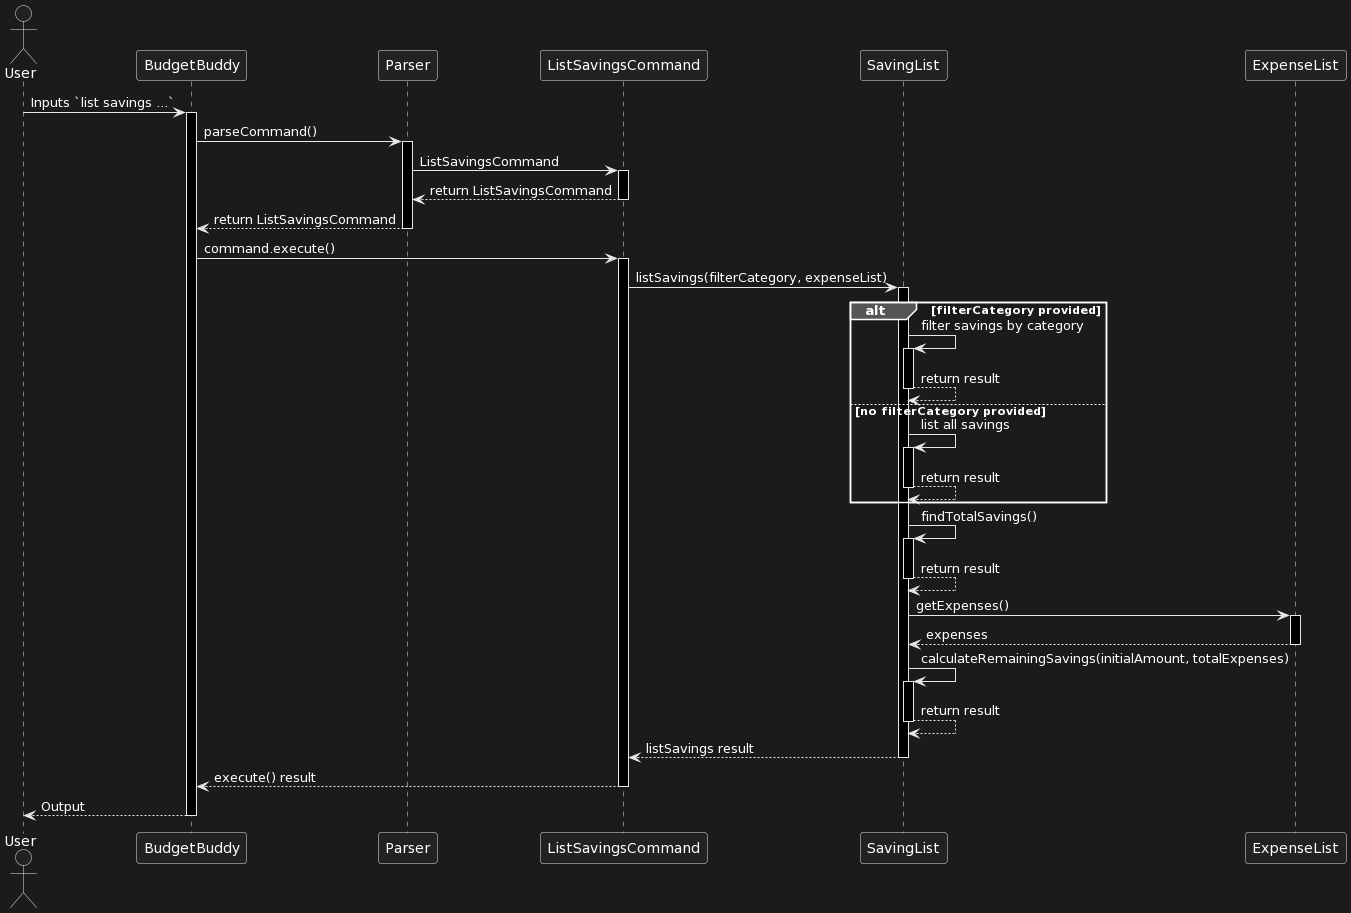 User
BudgetBuddy
Parser
ListSavingsCommand
SavingList
ExpenseList
Inputs `list savings ...`
parseCommand()
ListSavingsCommand
return ListSavingsCommand
return ListSavingsCommand
command.execute()
listSavings(filterCategory, expenseList)
alt
[filterCategory provided]
filter savings by category
return result
[no filterCategory provided]
list all savings
return result
findTotalSavings()
return result
getExpenses()
expenses
calculateRemainingSavings(initialAmount, totalExpenses)
return result
listSavings result
execute() result
Output
User
BudgetBuddy
Parser
ListSavingsCommand
SavingList
ExpenseList